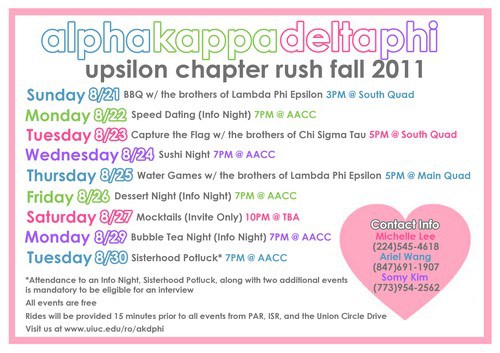 alphakappadeltaphi
upsilon chapter rush fall 2011
Sunday 8/21 BBQ w/ the brothers of Lambda Phi Epsilon 3PM @ South Quad
Monday 8/22 Speed Dating (Info Night) 7PM @ AACC
Tuesday 8/23 Capture the Flag w/ the brothers of Chi Sigma Tau 5PM @ South Quad
Wednesday 8/24 Sushi Night 7PM @ AACC
Thursday 8/25 Water Games w/ the brothers of Lambda Phi Epsilon 5PM @ Main Quad
Friday 8/26 Dessert Night (Info Night) 7PM @ AACC
Saturday 8/27 Mocktails (Invite Only) 10PM @ TBA
Monday 8/29 Bubble Tea Night (Info Night) 7PM @ AACC
Tuesday 8/30 Sisterhood Potluck* 7PM @ AACC
*Attendance to an Info Night, Sisterhood Potluck, along with two additional events
is mandatory to be eligible for an interview
All events are free
Rides will be provided 15 minutes prior to all events from PAR, ISR, and the Union Circle Drive
Visit us at www.uiuc.edu/ro/akdphi
Contact Info
Michelle Lee
(224)545-4618
Ariel Wang
(847)691-1907
Somy Kim
(773)954-2562